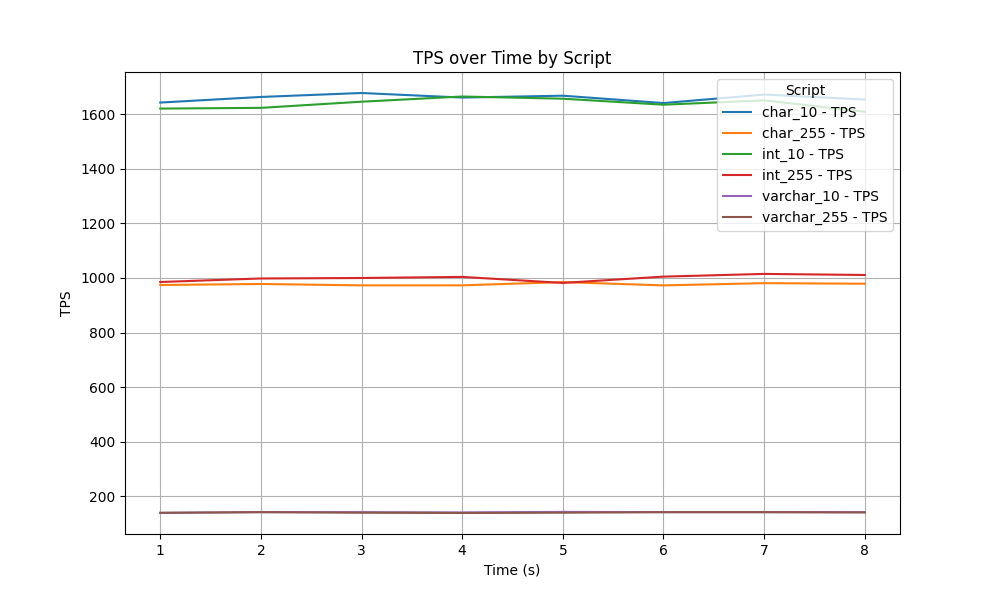 TPS over Time by Script
Script
char_10 - TPS
char_255 - TPS
int_10 - TPS
int_255 - TPS
varchar_10 - TPS
varchar_255 - TPS
TPS
1600
1400
1200
1000
800
600
400
200
1 2 3 4 5 6 7 8
Time (s)